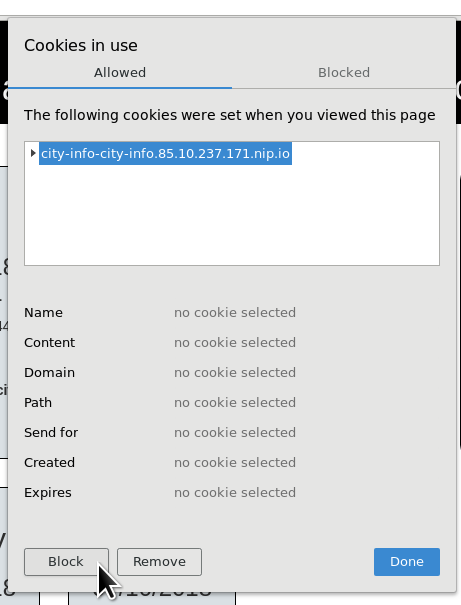 Cookies in use
Allowed
Blocked
The following cookies were set when you viewed this page
city-info-city-info.85.10.237.171.nip.io
Name no cookie selected
Content no cookie selected
Domain no cookie selected
Path no cookie selected
Send for no cookie selected
Created no cookie selected
Expires no cookie selected
Block
Remove
Done